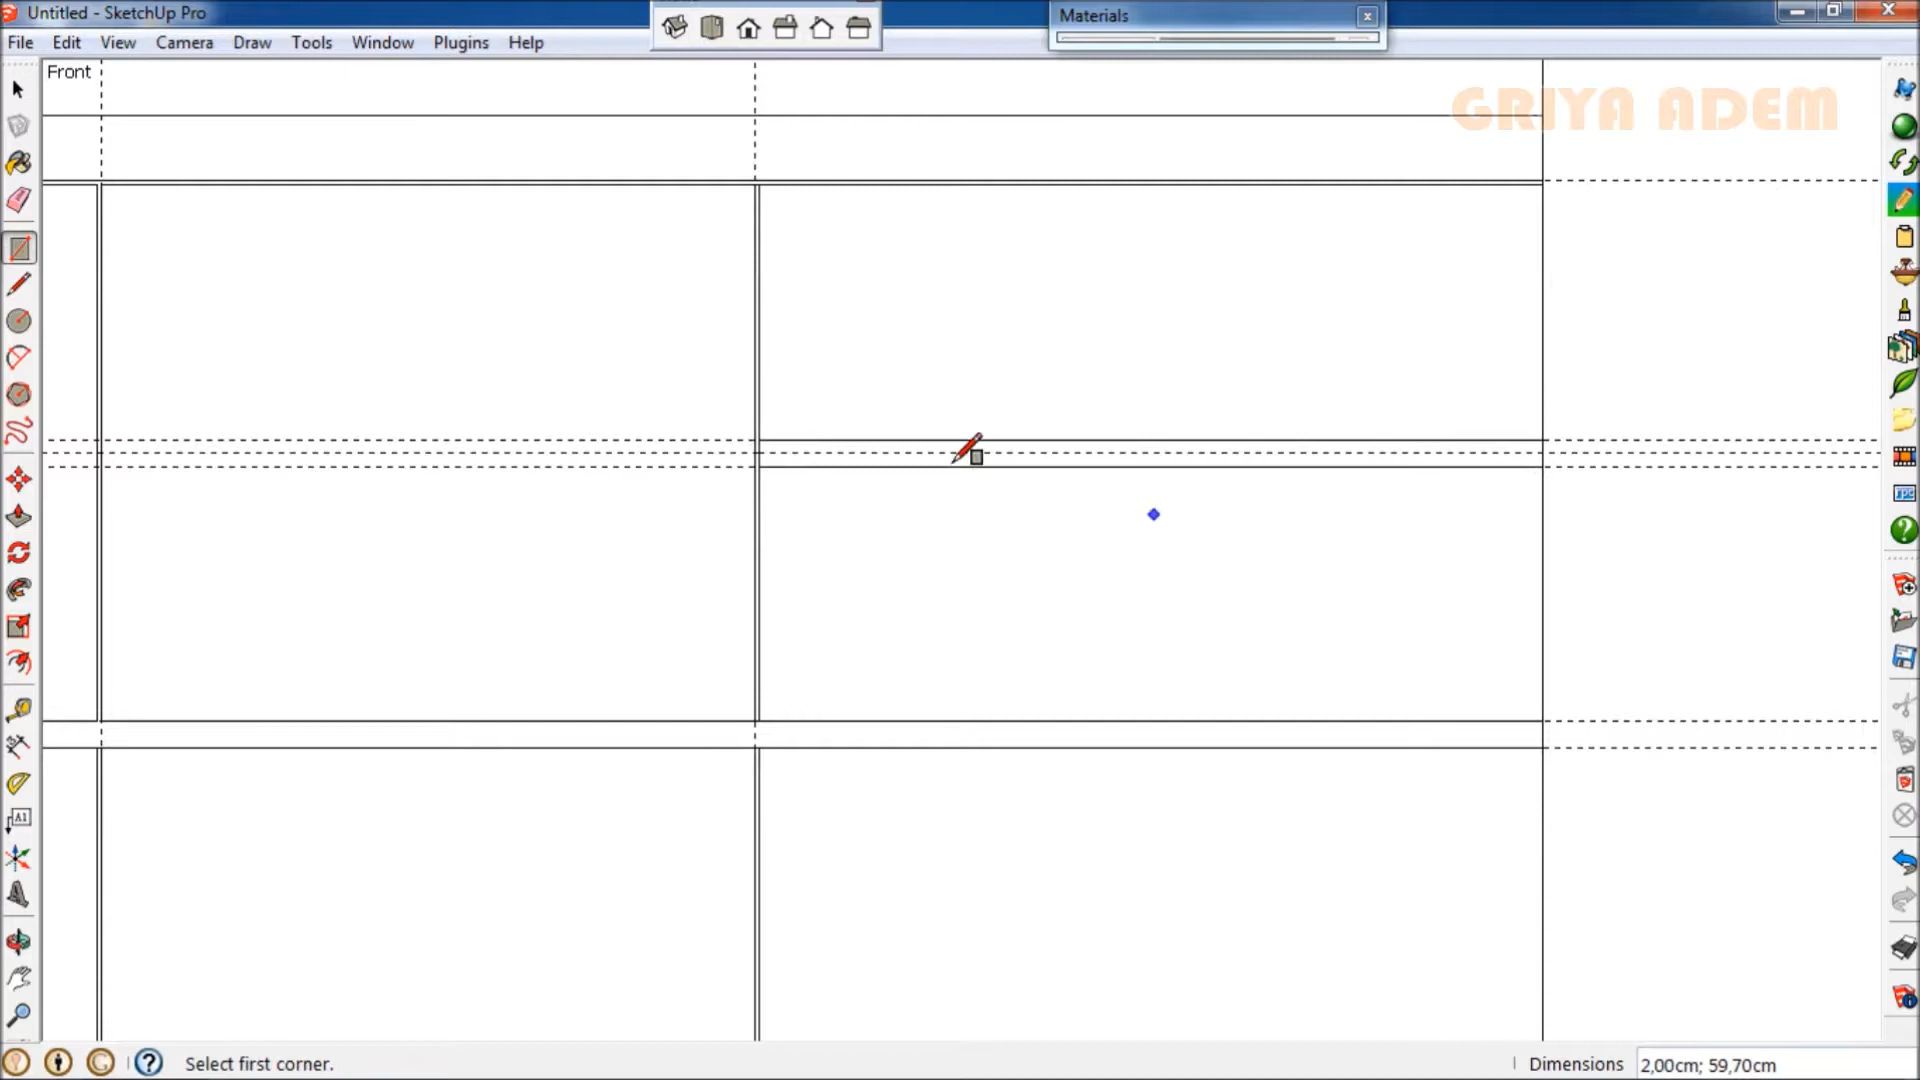 Untitled - SketchUp Pro
Materials
File Edit View Camera Draw Tools Window Plugins Help
Front
GRIYA ADEM
A1
Select first corner.
Dimensions 2,00cm; 59,70cm